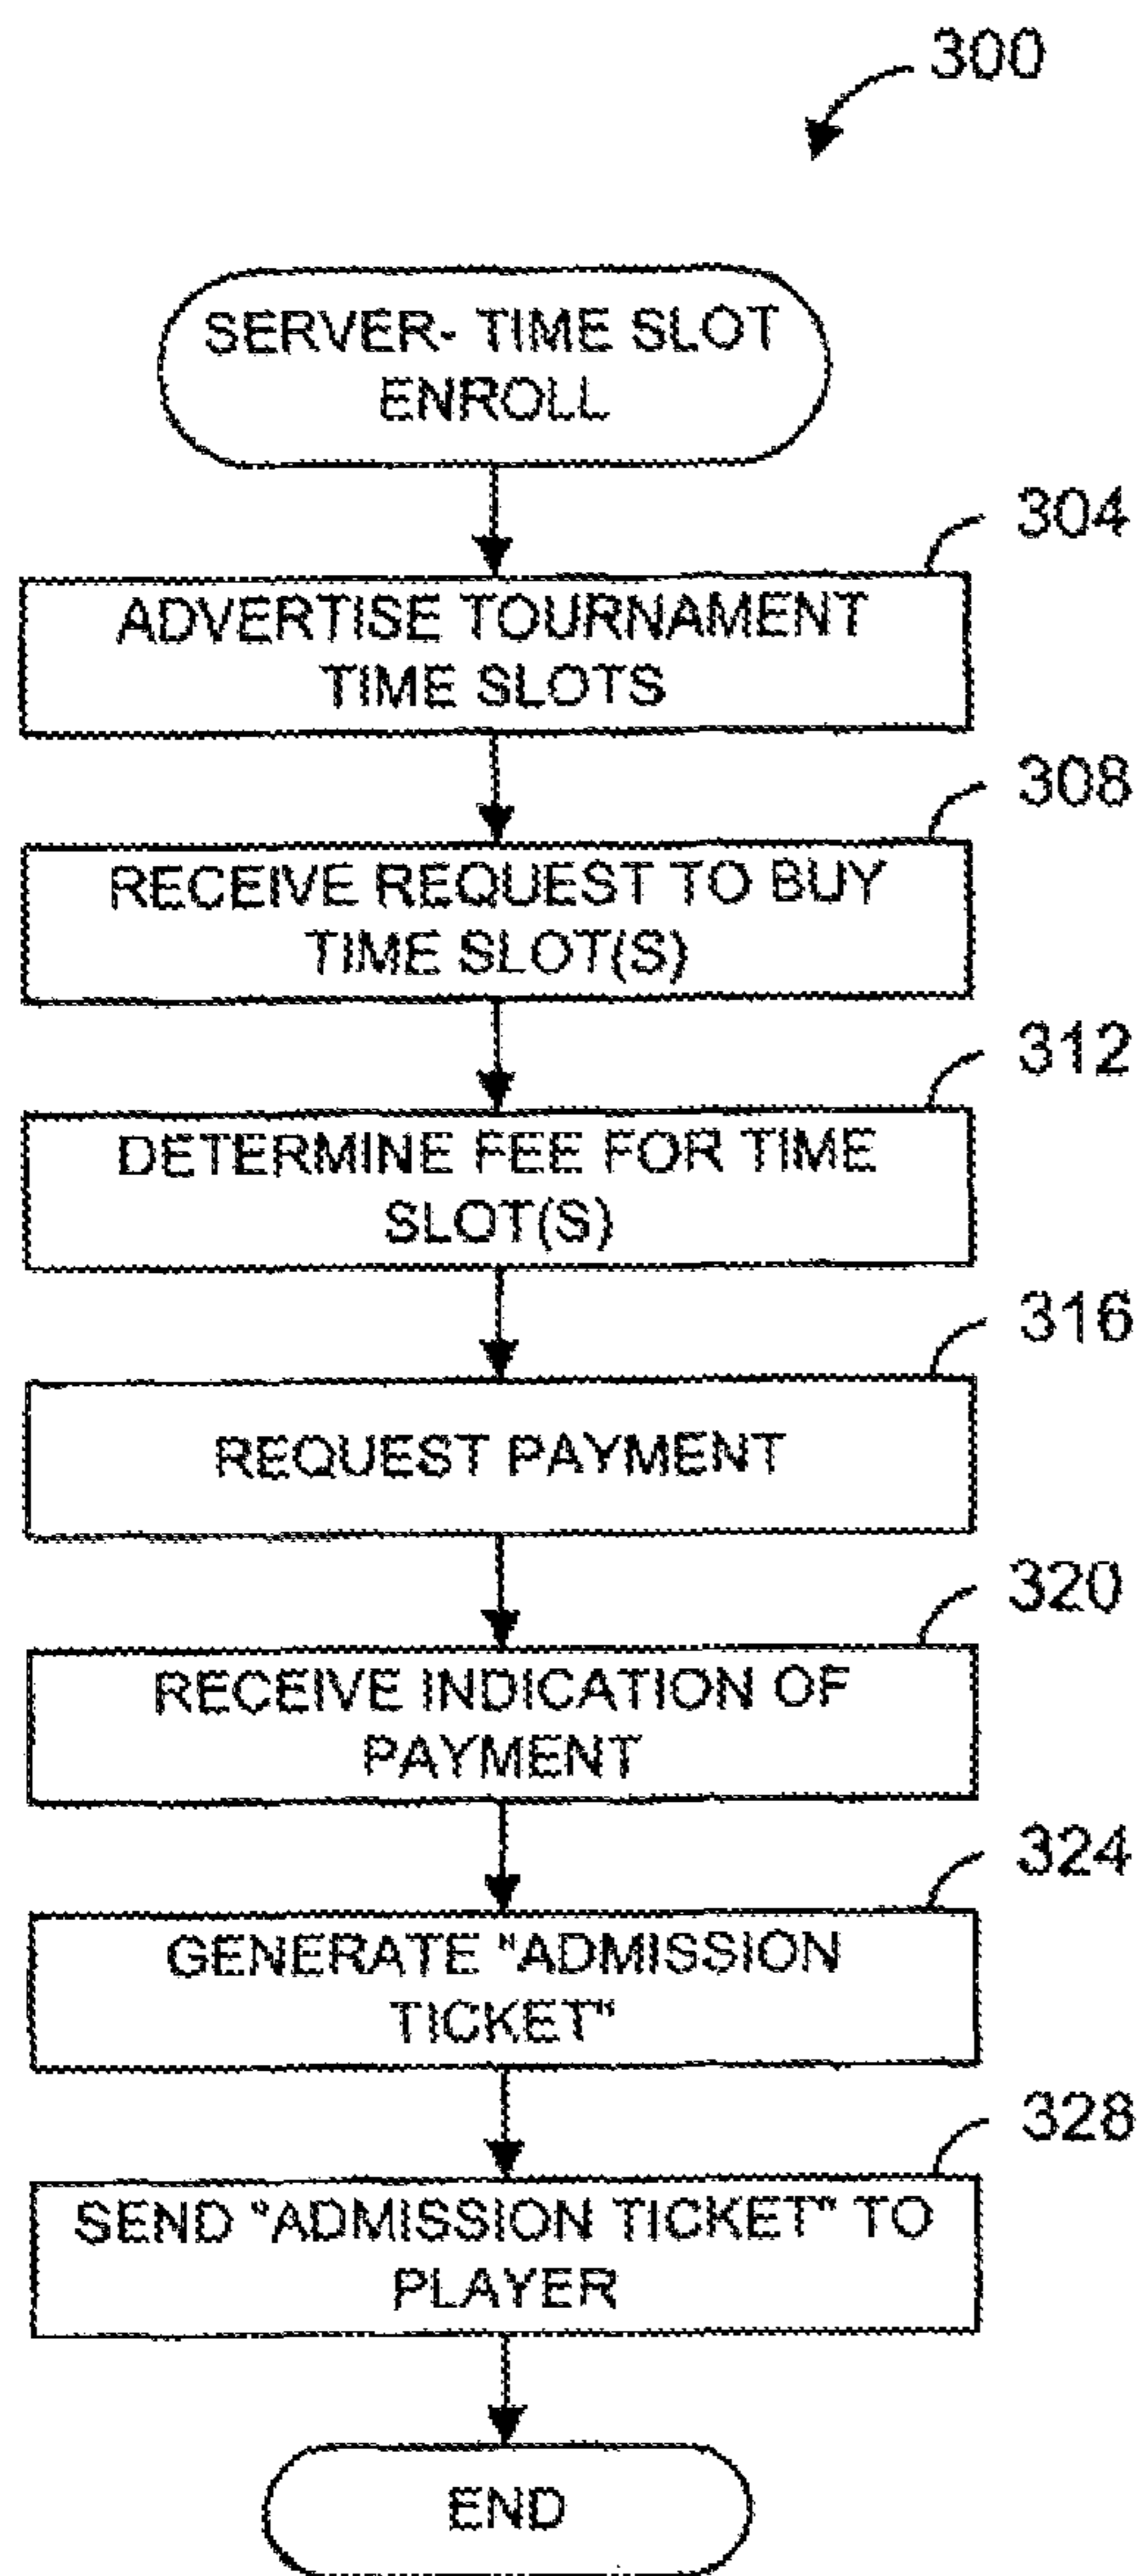 300
SERVER- TIME SLOT
ENROLL
304
ADVERTISE TOURNAMENT
TIME SLOTS
308
RECEIVE REQUEST TO BUY
TIME SLOT(S)
312
DETERMINE FEE FOR TIME
SLOT(S)
316
REQUEST PAYMENT
320
RECEIVE INDICATION OF
PAYMENT
324
GENERATE "ADMISSION
TICKET"
328
SEND "ADMISSION TICKET" TO
PLAYER
END